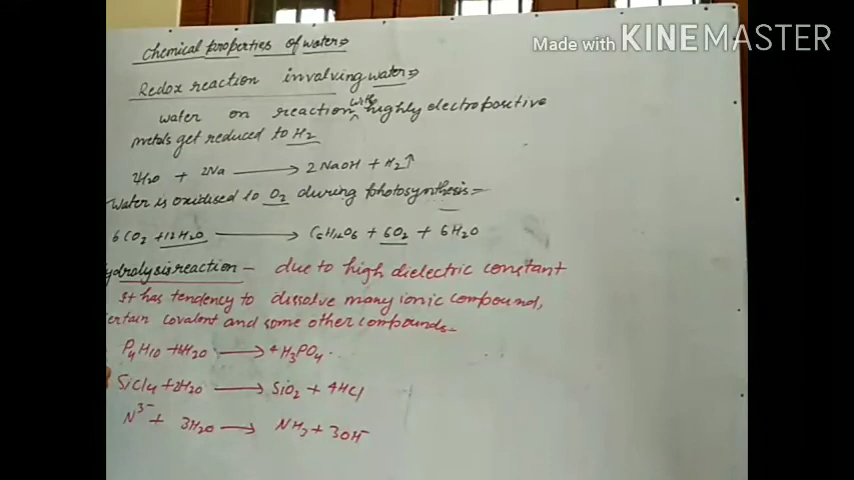 Made with KINEMASTER
chemical properties of water⇒
Redox reaction involving water⇒
water on reaction with highly electropositive
metals get reduced to H₂
2H₂O + 2Na ⟶ 2NaOH + H₂↑
Water is oxidised to O₂ during photosynthesis:-
6CO₂ + 12H₂O ⟶ C₆H₁₂O₆ + 6O₂ + 6H₂O
hydrolysis reaction – due to high dielectric constant
It has tendency to dissolve many ionic compound,
certain covalent and some other compounds–
P₄H₁₀ + 6H₂O ⟶ 4H₃PO₄.
SiCl₄ + 2H₂O ⟶ SiO₂ + 4HCl
N³⁻ + 3H₂O ⟶ NH₃ + 3OH⁻